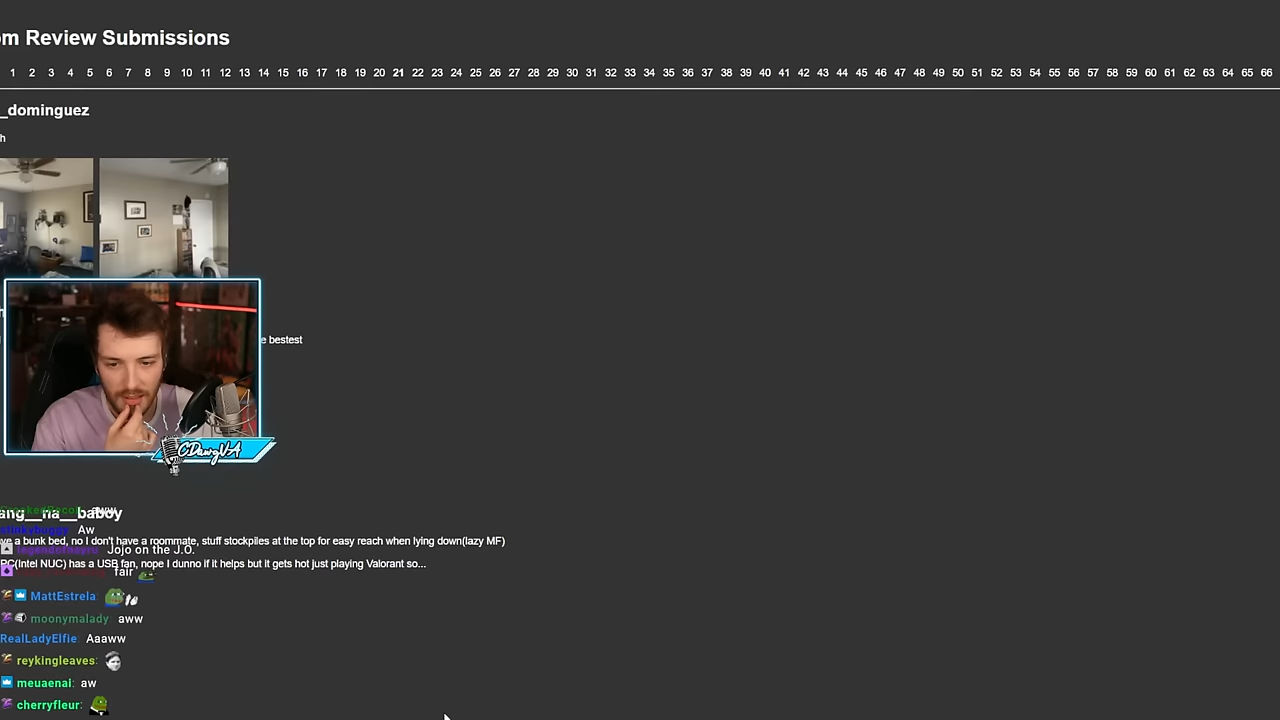 om Review Submissions
1 2 3 4 5 6 7 8 9 10 11 12 13 14 15 16 17 18 19 20 21 22 23 24 25 26 27 28 29 30 31 32 33 34 35 36 37 38 39 40 41 42 43 44 45 46 47 48 49 50 51 52 53 54 55 56 57 58 59 60 61 62 63 64 65 66
_dominguez
h
e bestest
CDawgVA
ang__na__baboy
aww
stinkybuggy: Aw
ve a bunk bed, no I don't have a roommate, stuff stockpiles at the top for easy reach when lying down(lazy MF)
legendofnayru: Jojo on the J.O.
PC(Intel NUC) has a USB fan, nope I dunno if it helps but it gets hot just playing Valorant so...
fair
MattEstrela:
moonymalady: aww
RealLadyElfie: Aaaww
reykingleaves:
meuaenai: aw
cherryfleur: